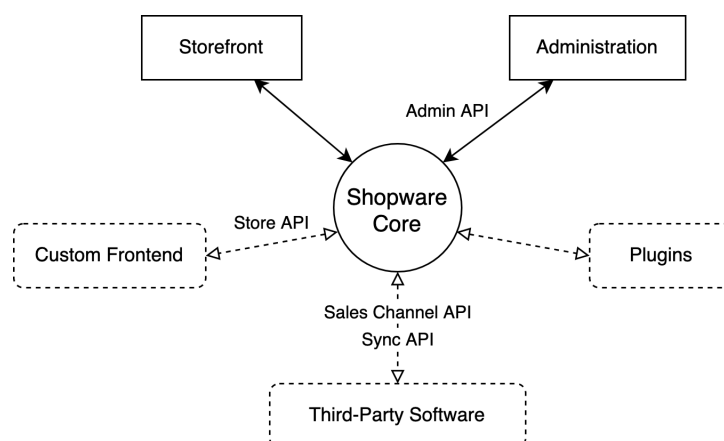 Storefront
Administration
Admin API
Shopware
Core
Store API
Custom Frontend
Plugins
Sales Channel API
Sync API
Third-Party Software